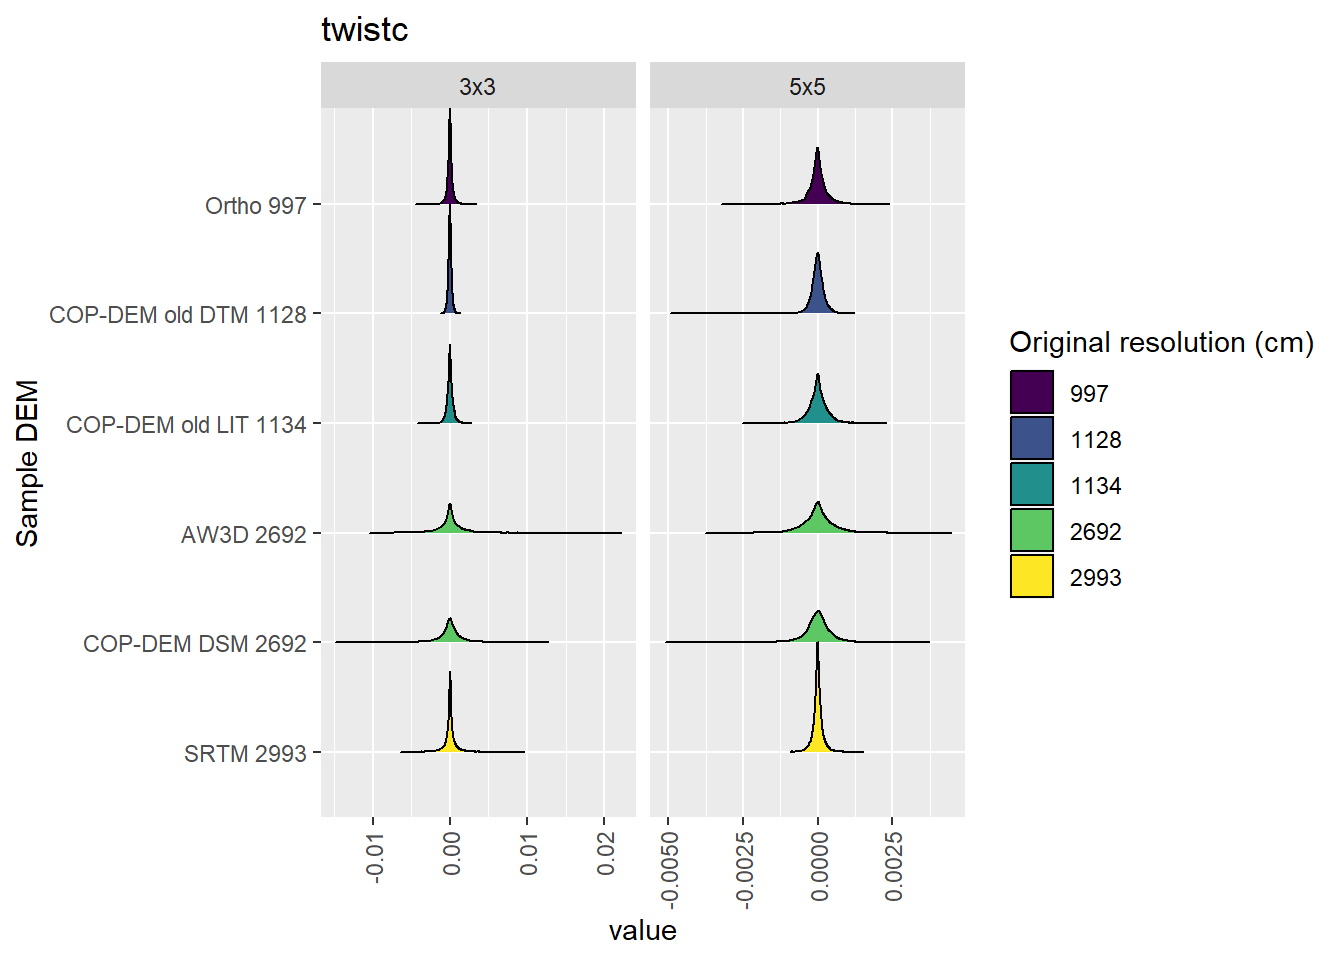 twistc
3x3
5x5
Sample DEM
Ortho 997
COP-DEM old DTM 1128
COP-DEM old LIT 1134
AW3D 2692
COP-DEM DSM 2692
SRTM 2993
-0.01
0.00
0.01
0.02
-0.0050
-0.0025
0.0000
0.0025
value
Original resolution (cm)
997
1128
1134
2692
2993